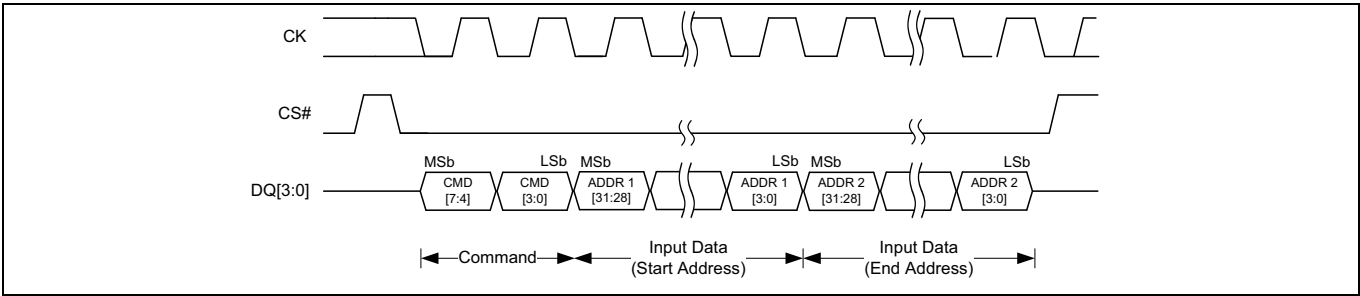 CK
CS#
MSb LSb MSb LSb MSb LSb
DQ[3:0]
CMD CMD ADDR 1 ADDR 1 ADDR 2 ADDR 2
[7:4] [3:0] [31:28] [3:0] [31:28] [3:0]
Command
Input Data
(Start Address)
Input Data
(End Address)